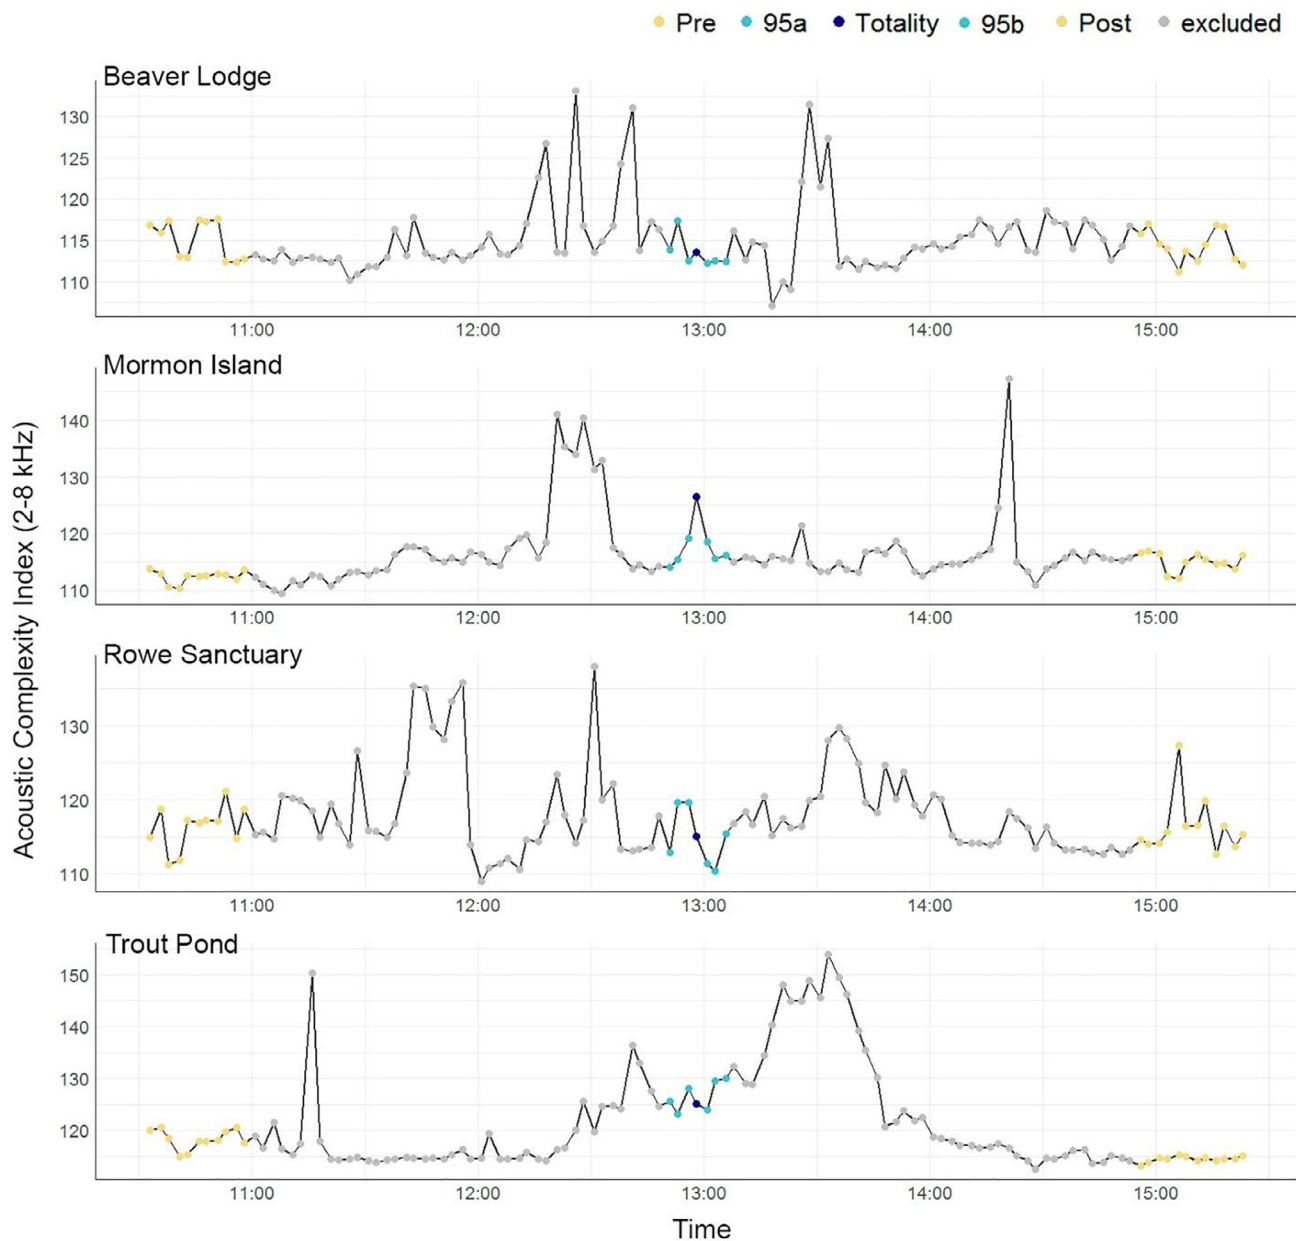 Pre 95a Totality 95b Post excluded
Beaver Lodge
130
125
120
115
110
11:00 12:00 13:00 14:00 15:00
Mormon Island
140
130
120
110
11:00 12:00 13:00 14:00 15:00
Acoustic Complexity Index (2-8 kHz)
Rowe Sanctuary
130
120
110
11:00 12:00 13:00 14:00 15:00
Trout Pond
150
140
130
120
11:00 12:00 13:00 14:00 15:00
Time